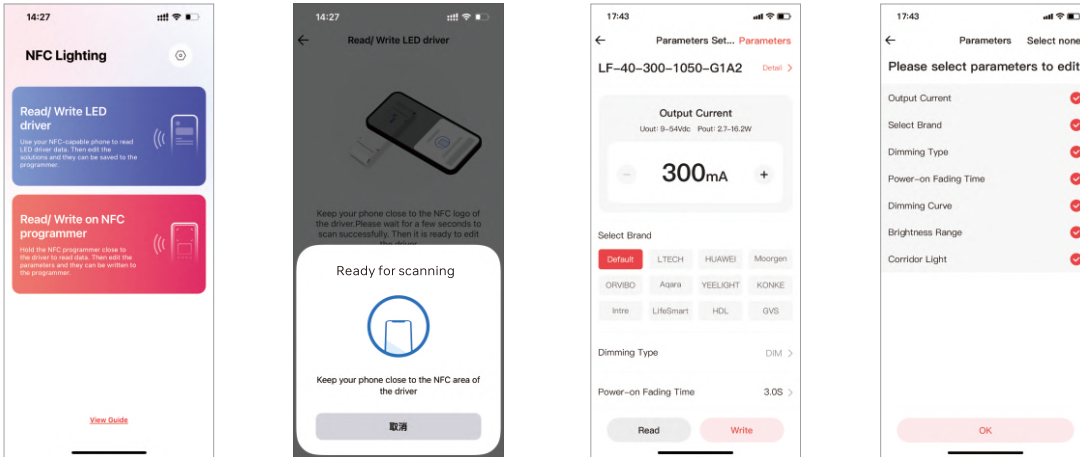 14:27
NFC Lighting
Read/ Write LED
driver
Use your NFC-capable phone to read
LED driver data. Then edit the
solutions and they can be saved to the
programmer.
Read/ Write on NFC
programmer
Hold the NFC programmer close to
the driver to read data. Then edit the
parameters and they can be written to
the programmer.
View Guide
14:27
Read/ Write LED driver
Keep your phone close to the NFC logo of
the driver.Please wait for a few seconds to
scan successfully. Then it is ready to edit
the driver
Ready for scanning
Keep your phone close to the NFC area of
the driver
取消
17:43
Parameters Set... Parameters
LF-40-300-1050-G1A2 Detail >
Output Current
Uout: 9-54Vdc Pout: 2.7-16.2W
− 300mA +
Select Brand
Default LTECH HUAWEI Moorgen
ORVIBO Aqara YEELIGHT KONKE
Intre LifeSmart HDL GVS
Dimming Type DIM >
Power-on Fading Time 3.0S >
Read Write
17:43
Parameters Select none
Please select parameters to edit
Output Current
Select Brand
Dimming Type
Power-on Fading Time
Dimming Curve
Brightness Range
Corridor Light
OK